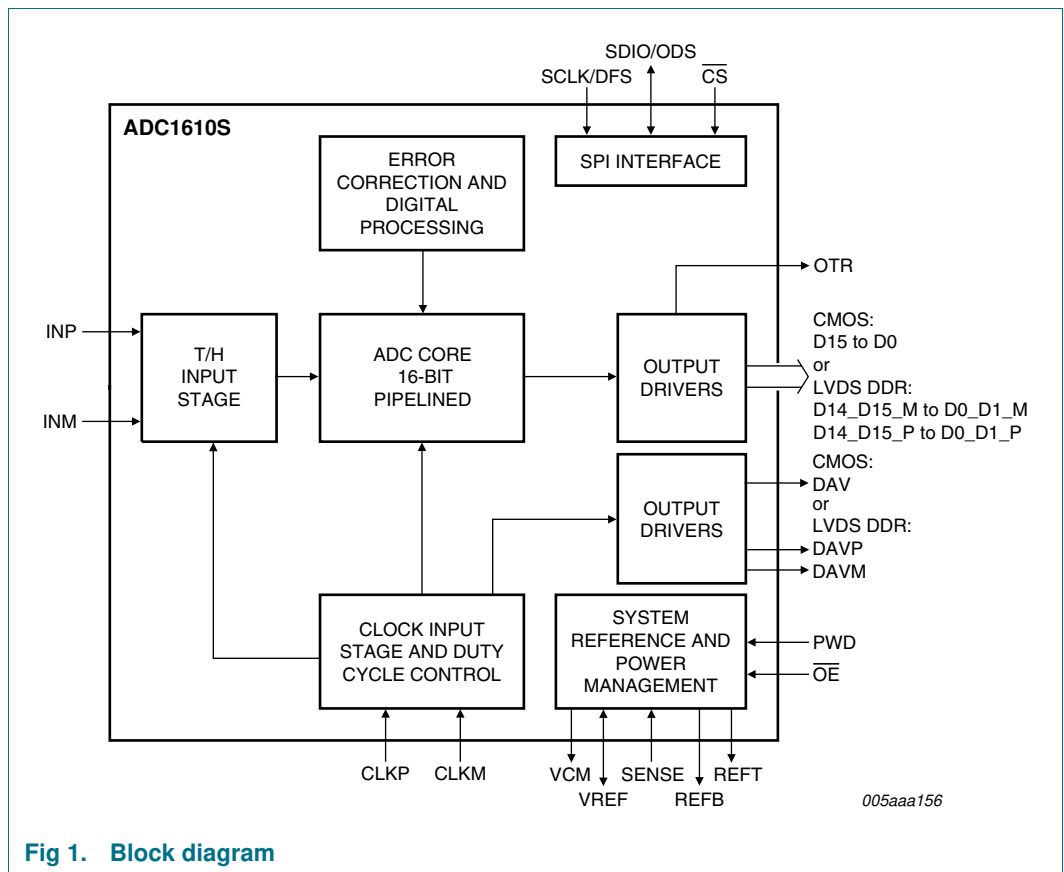 SDIO/ODS
SCLK/DFS
CS
ADC1610S
ERROR
CORRECTION AND
DIGITAL
PROCESSING
SPI INTERFACE
OTR
INP
INM
T/H
INPUT
STAGE
ADC CORE
16-BIT
PIPELINED
OUTPUT
DRIVERS
CMOS:
D15 to D0
or
LVDS DDR:
D14_D15_M to D0_D1_M
D14_D15_P to D0_D1_P
OUTPUT
DRIVERS
CMOS:
DAV
or
LVDS DDR:
DAVP
DAVM
CLOCK INPUT
STAGE AND DUTY
CYCLE CONTROL
SYSTEM
REFERENCE AND
POWER
MANAGEMENT
PWD
OE
CLKP
CLKM
VCM
VREF
SENSE
REFB
REFT
005aaa156
Fig 1. Block diagram